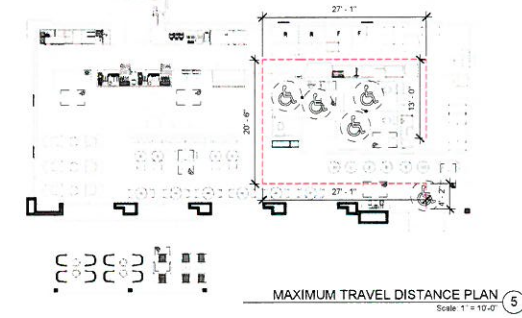 27' - 1"
R R F F
13' - 0"
20' - 6"
27' - 1"
4' - 2"
MAXIMUM TRAVEL DISTANCE PLAN 5
Scale: 1" = 10'-0"